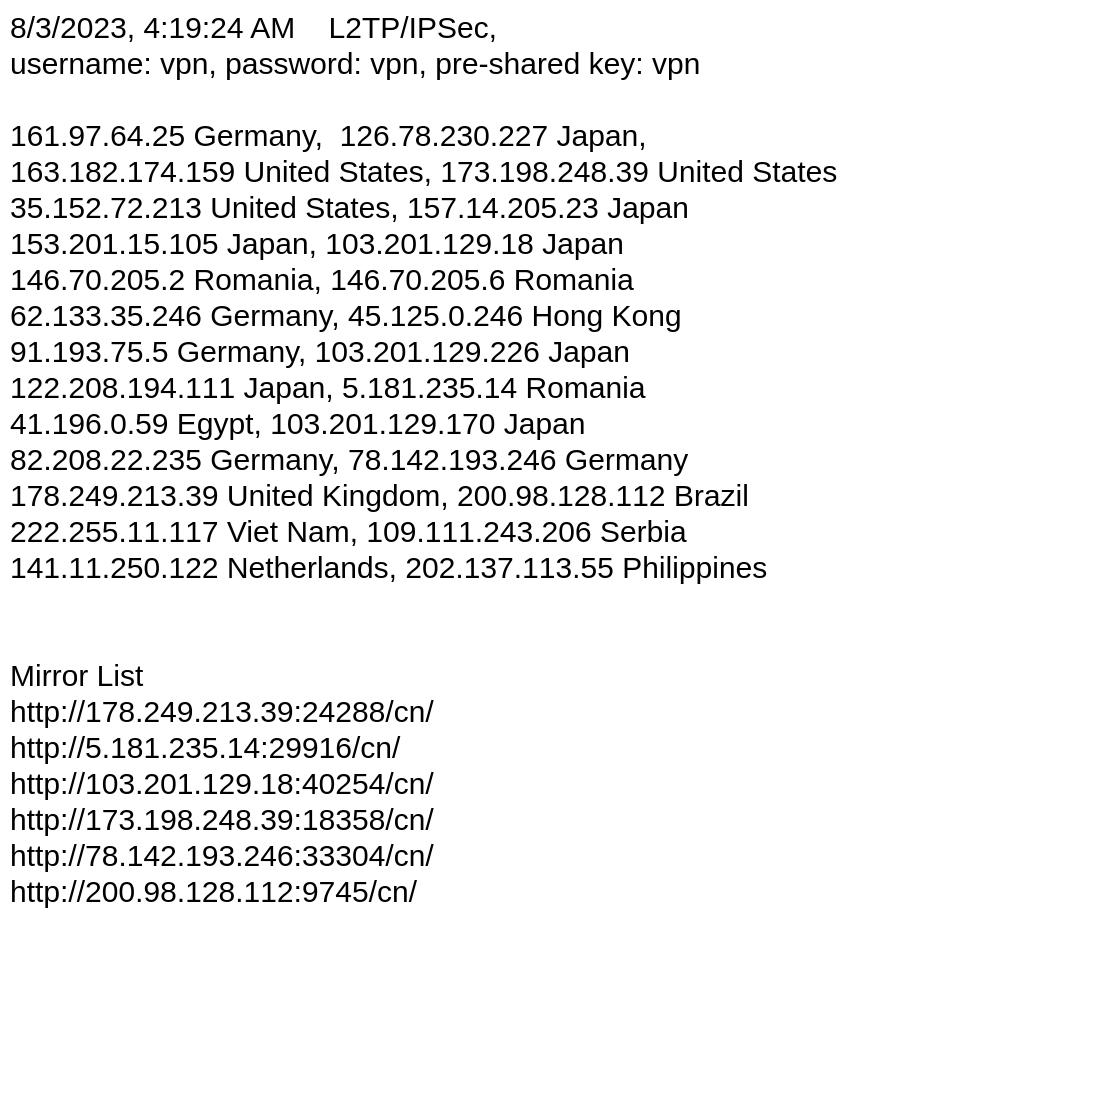 8/3/2023, 4:19:24 AM    L2TP/IPSec,
username: vpn, password: vpn, pre-shared key: vpn
161.97.64.25 Germany,  126.78.230.227 Japan,
163.182.174.159 United States, 173.198.248.39 United States
35.152.72.213 United States, 157.14.205.23 Japan
153.201.15.105 Japan, 103.201.129.18 Japan
146.70.205.2 Romania, 146.70.205.6 Romania
62.133.35.246 Germany, 45.125.0.246 Hong Kong
91.193.75.5 Germany, 103.201.129.226 Japan
122.208.194.111 Japan, 5.181.235.14 Romania
41.196.0.59 Egypt, 103.201.129.170 Japan
82.208.22.235 Germany, 78.142.193.246 Germany
178.249.213.39 United Kingdom, 200.98.128.112 Brazil
222.255.11.117 Viet Nam, 109.111.243.206 Serbia
141.11.250.122 Netherlands, 202.137.113.55 Philippines
Mirror List
http://178.249.213.39:24288/cn/
http://5.181.235.14:29916/cn/
http://103.201.129.18:40254/cn/
http://173.198.248.39:18358/cn/
http://78.142.193.246:33304/cn/
http://200.98.128.112:9745/cn/